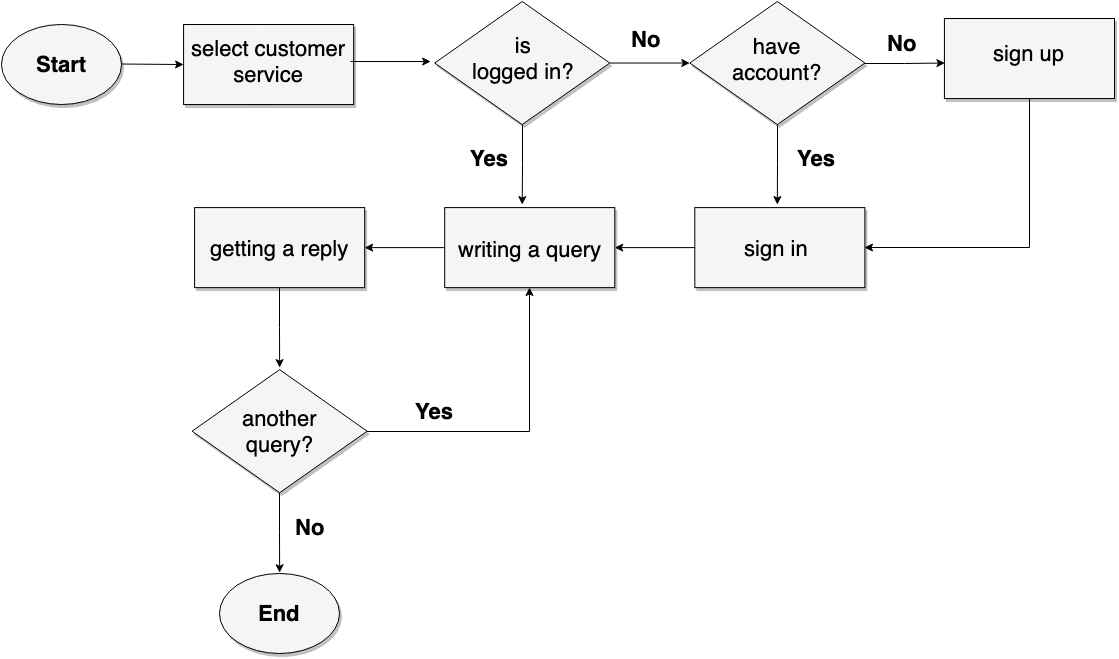 Start
select customer
service
is
logged in?
No
have
account?
No
sign up
Yes
Yes
getting a reply
writing a query
sign in
another
query?
Yes
No
End